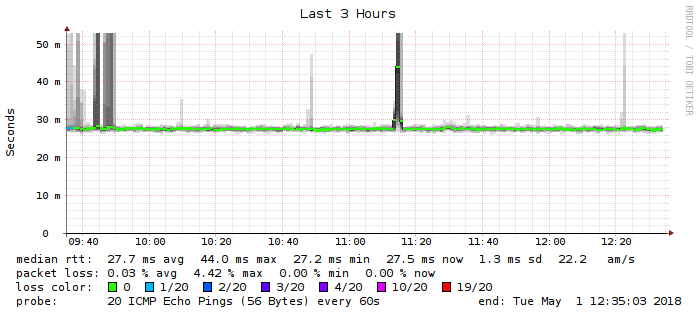 Last 3 Hours
RRDTOOL / TOBI OETIKER
Seconds
50 m
40 m
30 m
20 m
10 m
0
09:40 10:00 10:20 10:40 11:00 11:20 11:40 12:00 12:20
median rtt: 27.7 ms avg 44.0 ms max 27.2 ms min 27.5 ms now 1.3 ms sd 22.2 am/s
packet loss: 0.03 % avg 4.42 % max 0.00 % min 0.00 % now
loss color: 0 1/20 2/20 3/20 4/20 10/20 19/20
probe: 20 ICMP Echo Pings (56 Bytes) every 60s end: Tue May 1 12:35:03 2018